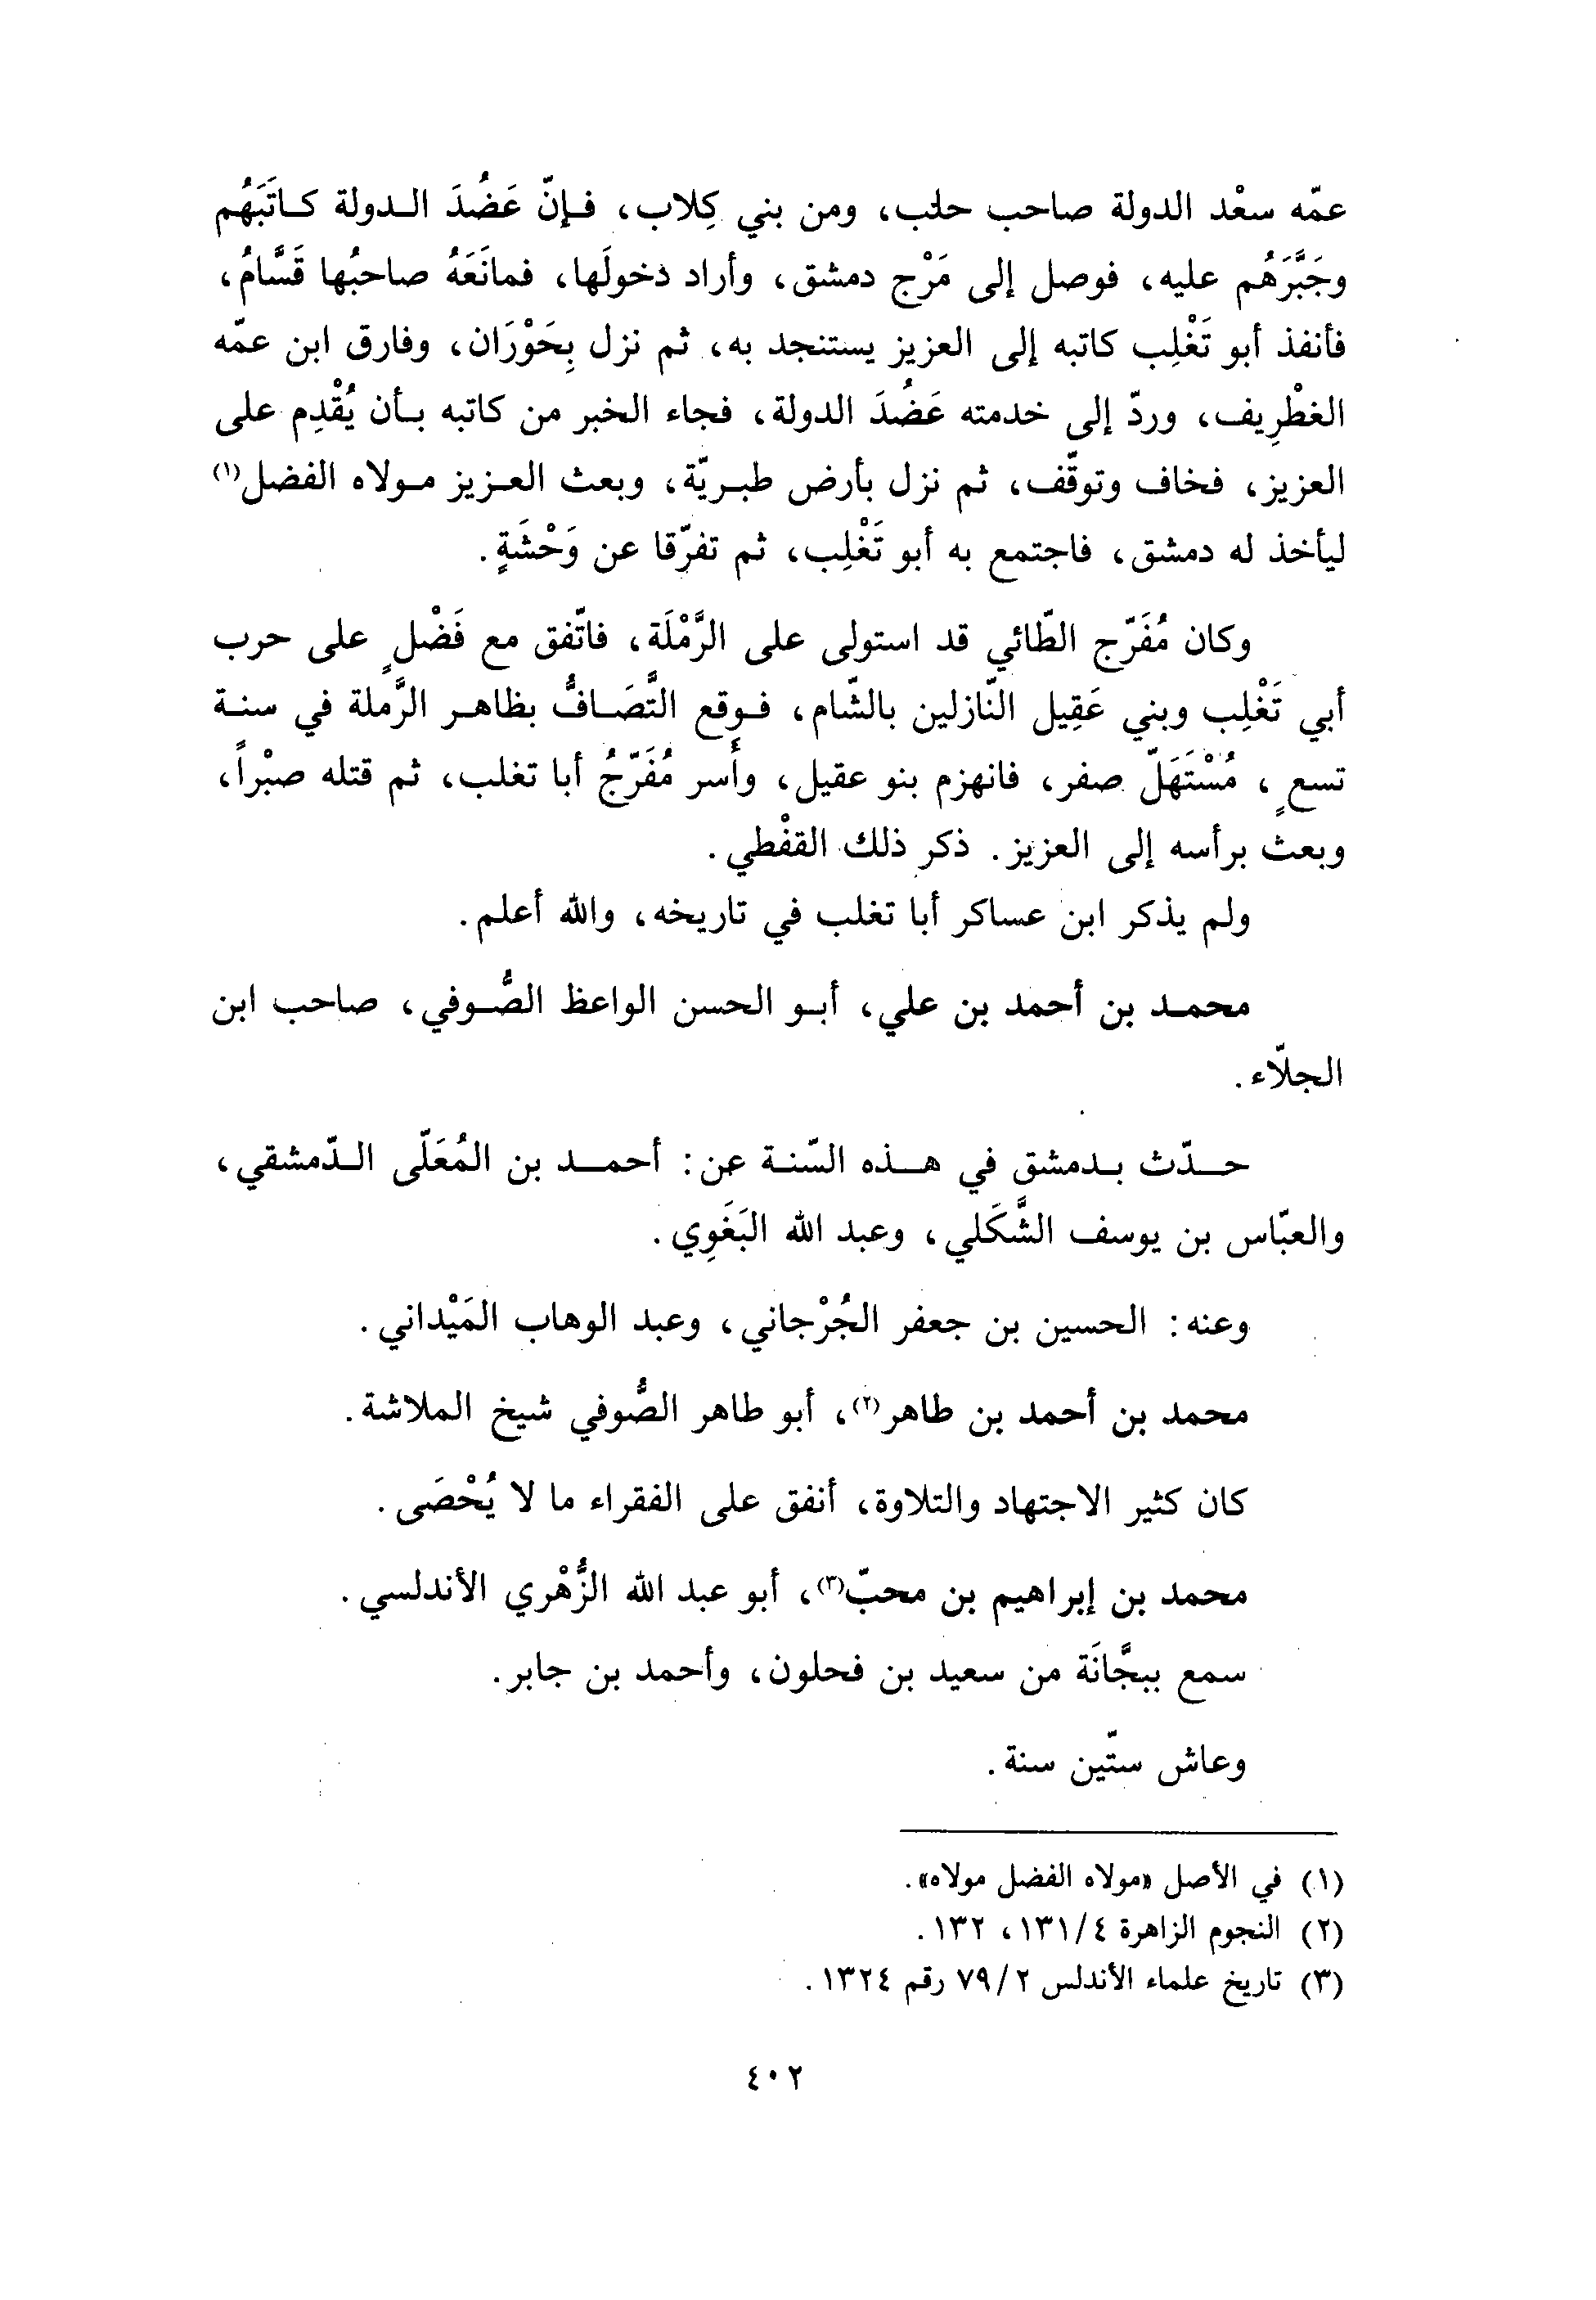 عمّه سعْد الدولة صاحب حلب، ومن بني كِلاب، فإنّ عَضُدَ الدولة كاتَبَهُم
وجَبَّرَهُم عليه، فوصل إلى مَرْج دمشق، وأراد دخولَها، فمانَعَهُ صاحبُها قَسَّامُ،
فأنفذ أبو تَغْلِب كاتبه إلى العزيز يستنجد به، ثم نزل بِحَوْرَان، وفارق ابن عمّه
الغطْرِيف، وردّ إلى خدمته عَضُدَ الدولة، فجاء الخبر من كاتبه بأن يُقْدِم على
العزيز، فخاف وتوقّف، ثم نزل بأرض طبريّة، وبعث العزيز مولاه الفضل(١)
ليأخذ له دمشق، فاجتمع به أبو تَغْلِب، ثم تفرّقا عن وَحْشَةٍ.
وكان مُفَرّج الطّائي قد استولى على الرَّمْلَة، فاتّفق مع فَضْلٍ على حرب
أبي تَغْلِب وبني عَقِيل النّازلين بالشّام، فوقع التَّصَافُّ بظاهر الرَّملة في سنة
تسعٍ، مُسْتَهَلّ صفر، فانهزم بنو عقيل، وأسر مُفَرّجُ أبا تغلب، ثم قتله صبْراً،
وبعث برأسه إلى العزيز. ذكر ذلك القفْطي.
ولم يذكر ابن عساكر أبا تغلب في تاريخه، والله أعلم.
محمد بن أحمد بن علي، أبو الحسن الواعظ الصُّوفي، صاحب ابن
الجلّاء.
حدّث بدمشق في هذه السّنة عن: أحمد بن المُعَلّى الدّمشقي،
والعبّاس بن يوسف الشَّكَلي، وعبد الله البَغَوِي.
وعنه: الحسين بن جعفر الجُرْجاني، وعبد الوهاب المَيْداني.
محمد بن أحمد بن طاهر(٢)، أبو طاهر الصُّوفي شيخ الملاشة.
كان كثير الاجتهاد والتلاوة، أنفق على الفقراء ما لا يُحْصَى.
محمد بن إبراهيم بن محبّ(٣)، أبو عبد الله الزُّهْري الأندلسي.
سمع ببجَّانَة من سعيد بن فحلون، وأحمد بن جابر.
وعاش ستّين سنة.
(١) في الأصل «مولاه الفضل مولاه».
(٢) النجوم الزاهرة ٤/١٣١، ١٣٢.
(٣) تاريخ علماء الأندلس ٢/٧٩ رقم ١٣٢٤.
٤٠٢